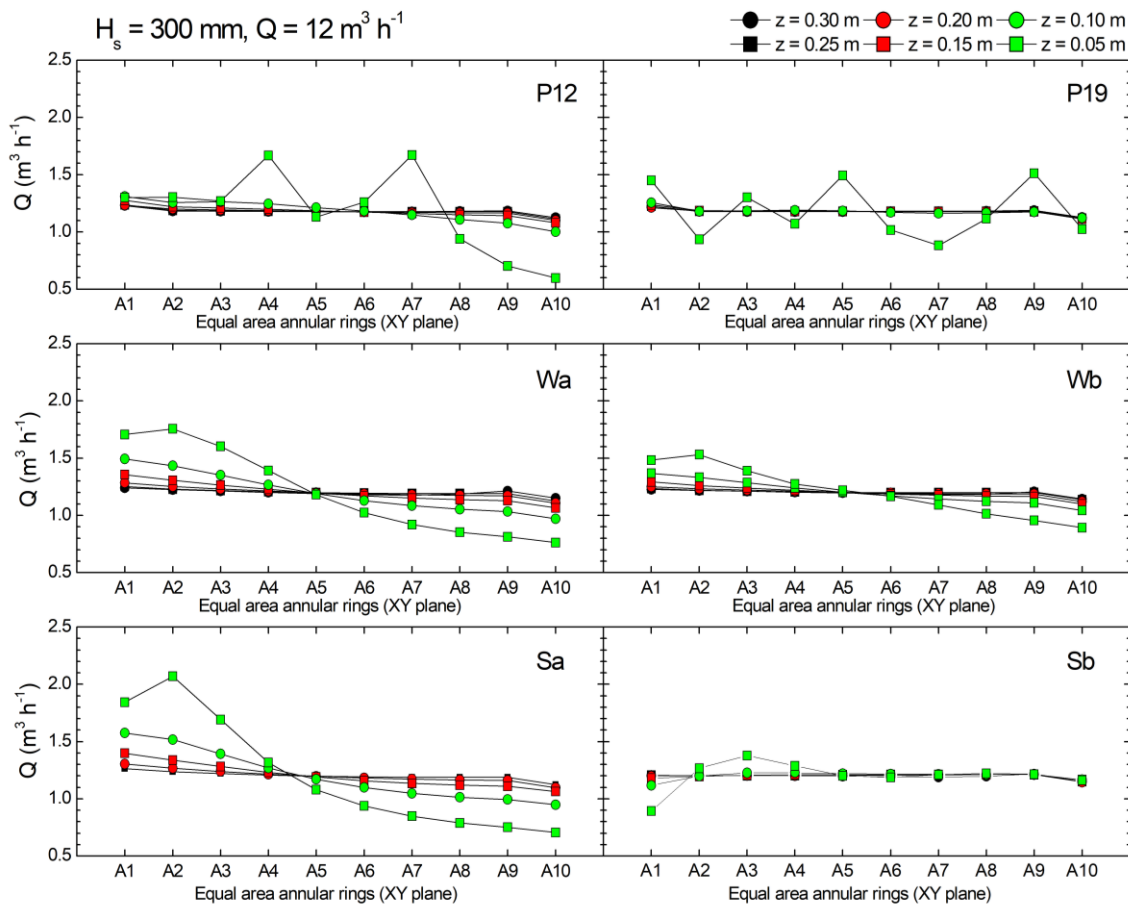 H_s = 300 mm, Q = 12 m³ h⁻¹
z = 0.30 m z = 0.20 m z = 0.10 m
z = 0.25 m z = 0.15 m z = 0.05 m
P12
P19
Q (m³ h⁻¹)
2.5
2.0
1.5
1.0
0.5
A1 A2 A3 A4 A5 A6 A7 A8 A9 A10
A1 A2 A3 A4 A5 A6 A7 A8 A9 A10
Equal area annular rings (XY plane)
Equal area annular rings (XY plane)
Wa
Wb
Q (m³ h⁻¹)
2.5
2.0
1.5
1.0
0.5
A1 A2 A3 A4 A5 A6 A7 A8 A9 A10
A1 A2 A3 A4 A5 A6 A7 A8 A9 A10
Equal area annular rings (XY plane)
Equal area annular rings (XY plane)
Sa
Sb
Q (m³ h⁻¹)
2.5
2.0
1.5
1.0
0.5
A1 A2 A3 A4 A5 A6 A7 A8 A9 A10
A1 A2 A3 A4 A5 A6 A7 A8 A9 A10
Equal area annular rings (XY plane)
Equal area annular rings (XY plane)